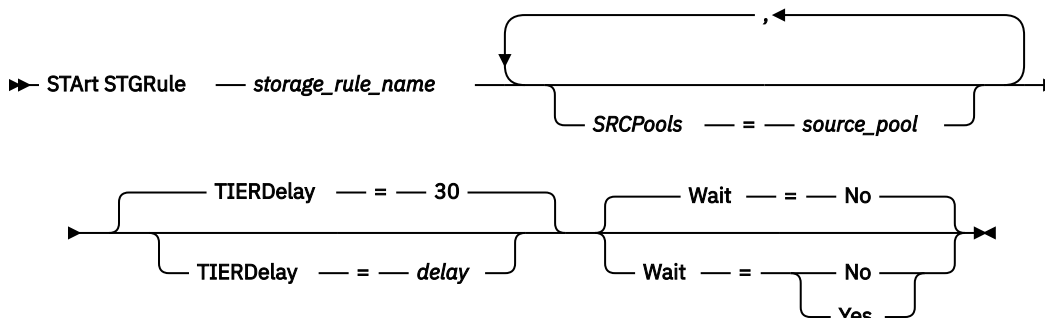 ,
STArt STGRule storage_rule_name
SRCPools = source_pool
TIERDelay = 30 Wait = No
TIERDelay = delay Wait = No
Yes